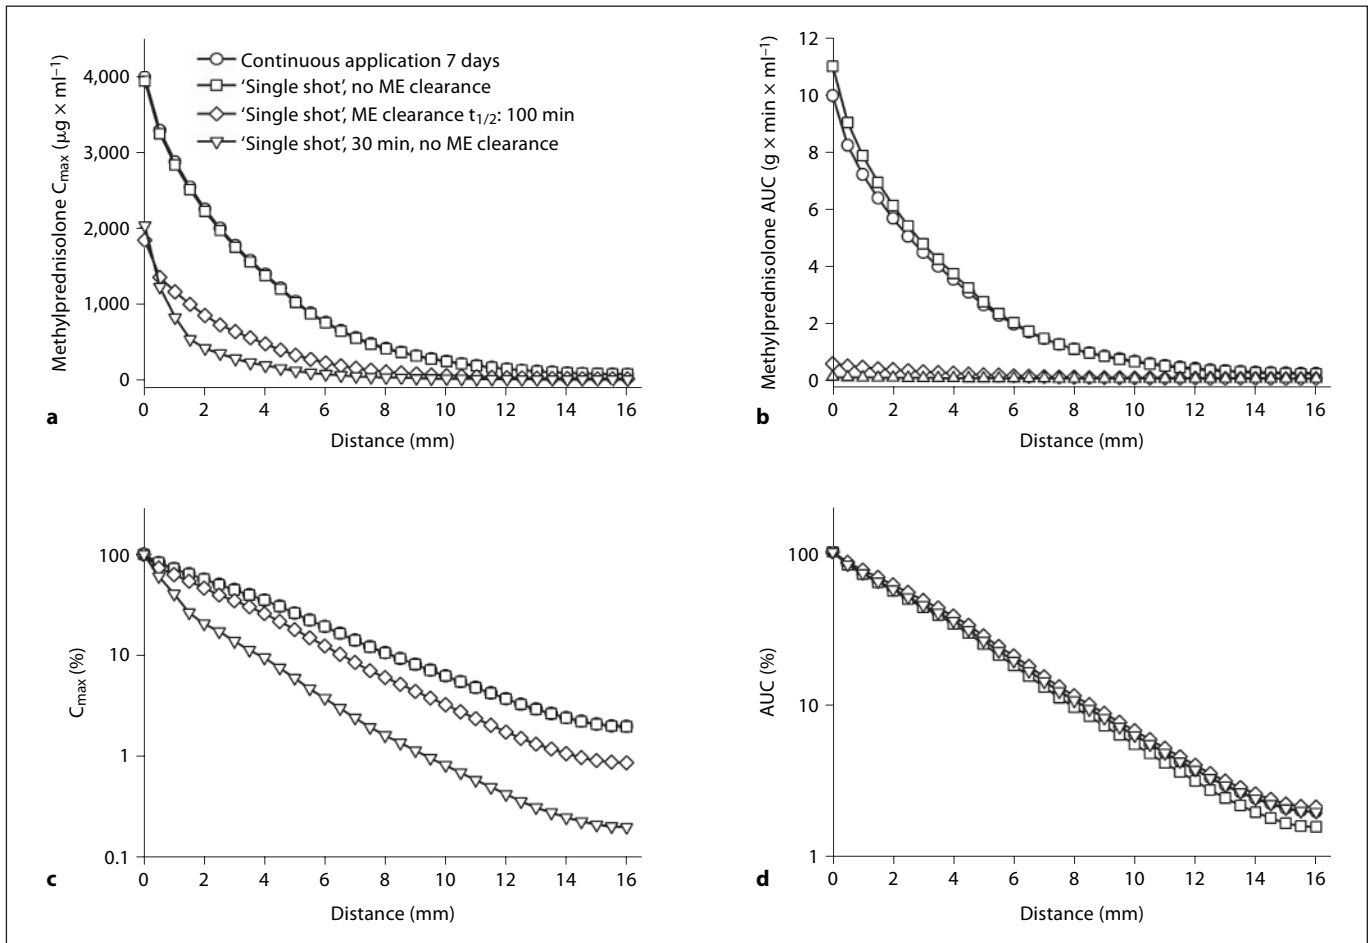 4,000
3,000
2,000
1,000
0
Methylprednisolone Cmax (µg × ml⁻¹)
Continuous application 7 days
'Single shot', no ME clearance
'Single shot', ME clearance t1/2: 100 min
'Single shot', 30 min, no ME clearance
0 2 4 6 8 10 12 14 16
a
Distance (mm)
12
10
8
6
4
2
0
Methylprednisolone AUC (g × min × ml⁻¹)
0 2 4 6 8 10 12 14 16
b
Distance (mm)
100
10
1
0.1
Cmax (%)
0 2 4 6 8 10 12 14 16
c
Distance (mm)
100
10
1
AUC (%)
0 2 4 6 8 10 12 14 16
d
Distance (mm)